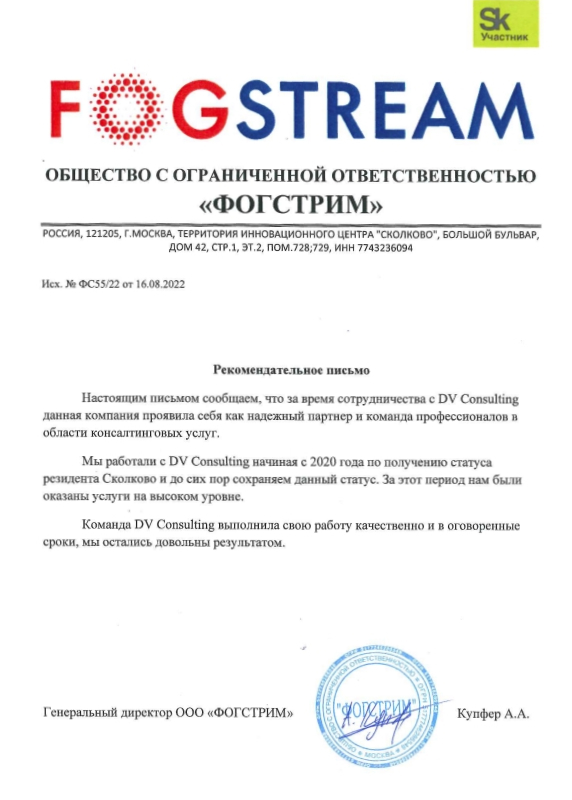 Sk
Участник
FOGSTREAM
ОБЩЕСТВО С ОГРАНИЧЕННОЙ ОТВЕТСТВЕННОСТЬЮ
«ФОГСТРИМ»
РОССИЯ, 121205, Г.МОСКВА, ТЕРРИТОРИЯ ИННОВАЦИОННОГО ЦЕНТРА "СКОЛКОВО", БОЛЬШОЙ БУЛЬВАР,
ДОМ 42, СТР.1, ЭТ.2, ПОМ.728;729, ИНН 7743236094
Исх. № ФС55/22 от 16.08.2022
Рекомендательное письмо
Настоящим письмом сообщаем, что за время сотрудничества с DV Consulting
данная компания проявила себя как надежный партнер и команда профессионалов в
области консалтинговых услуг.
Мы работали с DV Consulting начиная с 2020 года по получению статуса
резидента Сколково и до сих пор сохраняем данный статус. За этот период нам были
оказаны услуги на высоком уровне.
Команда DV Consulting выполнила свою работу качественно и в оговоренные
сроки, мы остались довольны результатом.
Генеральный директор ООО «ФОГСТРИМ»
ОБЩЕСТВО С ОГРАНИЧЕННОЙ ОТВЕТСТВЕННОСТЬЮ
"ФОГСТРИМ"
МОСКВА
Купфер А.А.